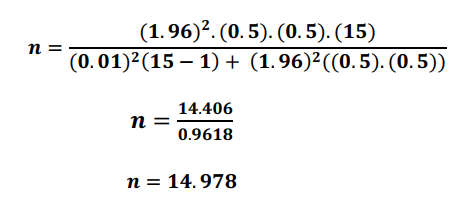 n = (1.96)².(0.5).(0.5).(15) / (0.01)²(15 − 1) + (1.96)²((0.5).(0.5))
n = 14.406 / 0.9618
n = 14.978